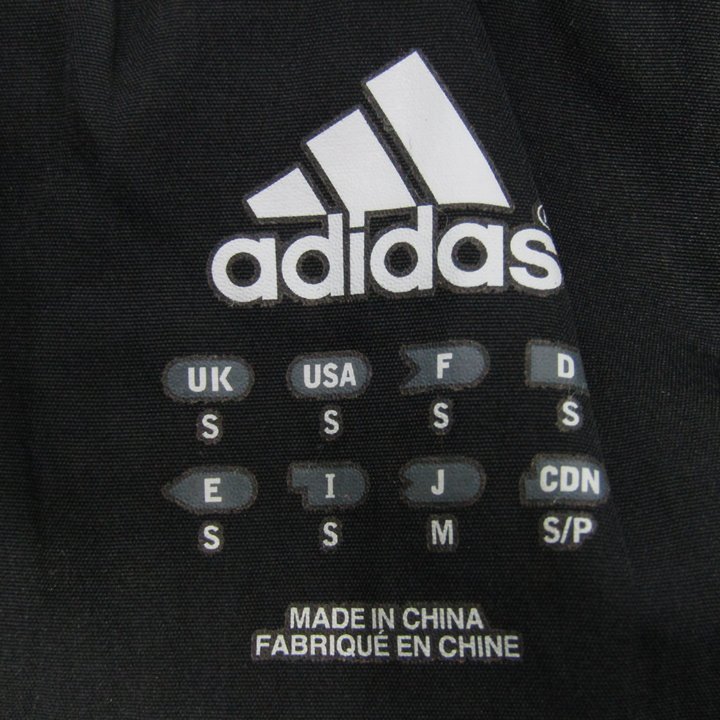 adidas
UK USA F D
S S S S
E I J CDN
S S M S/P
MADE IN CHINA
FABRIQUÉ EN CHINE